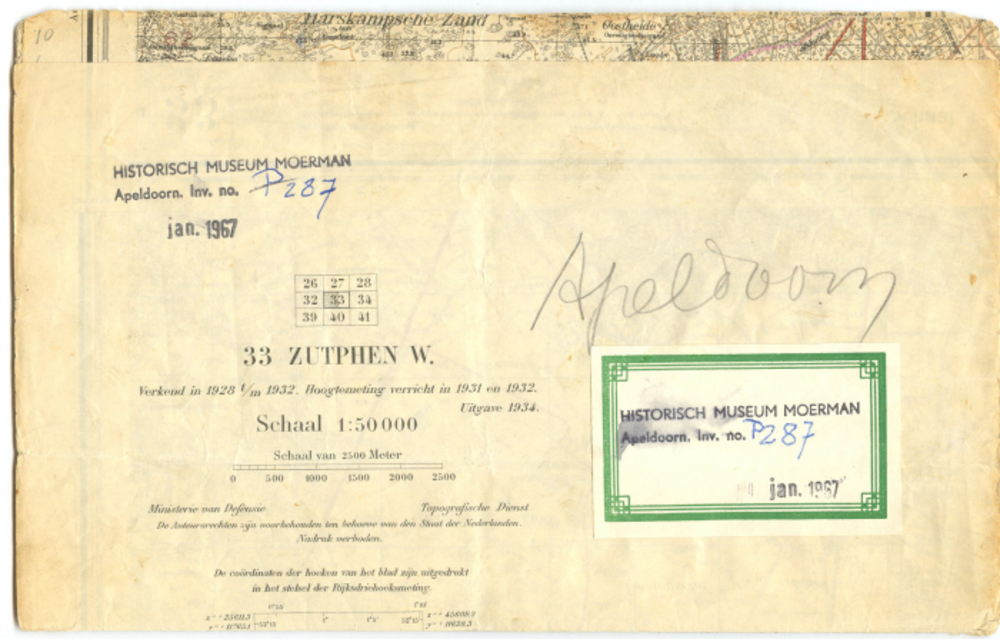 10
Harskampsche Zand
Oostheide
HISTORISCH MUSEUM MOERMAN
Apeldoorn. Inv. no. P287
jan. 1967
26 27 28
32 33 34
39 40 41
Apeldoorn
33 ZUTPHEN W.
Verkend in 1928 t/m 1932. Hoogtemeting verricht in 1931 en 1932.
Uitgave 1934.
Schaal 1:50000
Schaal van 2500 Meter
0 500 1000 1500 2000 2500
HISTORISCH MUSEUM MOERMAN
Apeldoorn. Inv. no. P287
jan. 1967
Ministerie van Defensie Topografische Dienst
De Auteursrechten zijn voorbehouden ten behoeve van den Staat der Nederlanden.
Nadruk verboden.
De coördinaten der hoeken van het blad zijn uitgedrukt
in het stelsel der Rijksdriehoeksmeting.